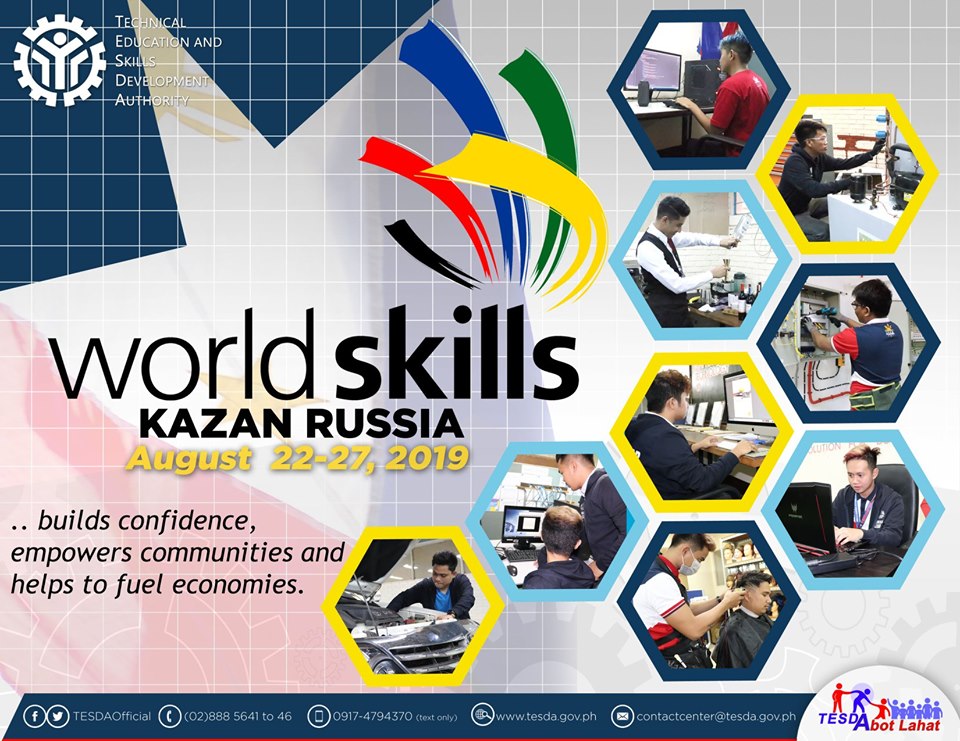 TECHNICAL
EDUCATION AND
SKILLS
DEVELOPMENT
AUTHORITY
world skills
KAZAN RUSSIA
August 22-27, 2019
.. builds confidence,
empowers communities and
helps to fuel economies.
TESDAOfficial (02)888 5641 to 46 0917-4794370 (text only) www.tesda.gov.ph contactcenter@tesda.gov.ph
TESDA Abot Lahat